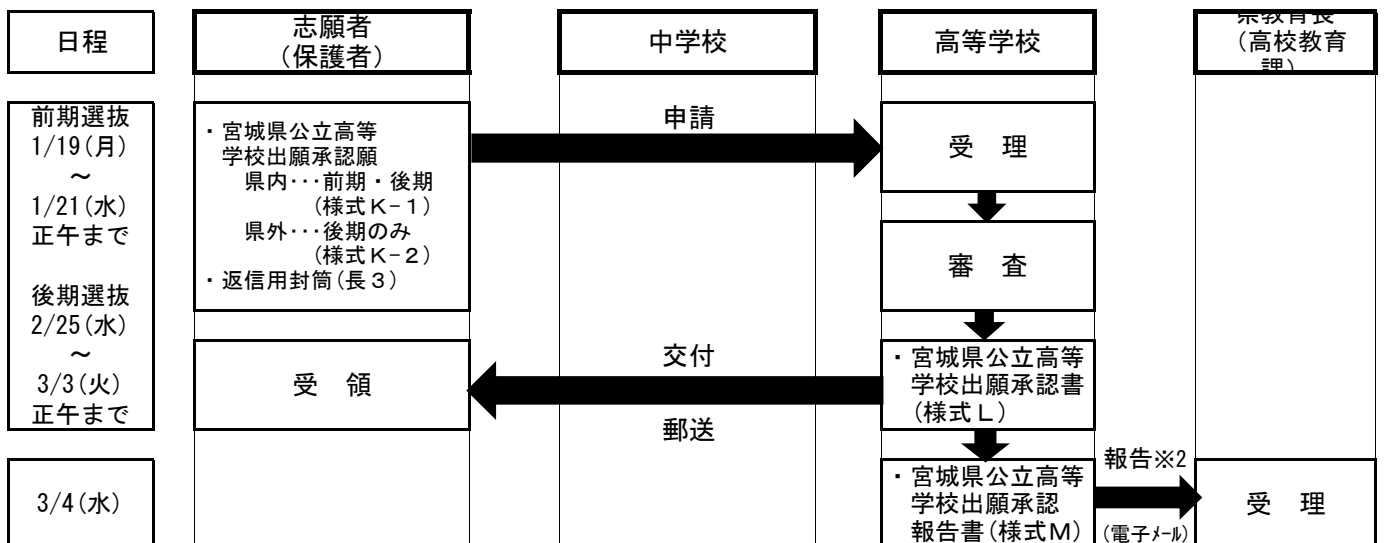 日程
志願者
(保護者)
中学校
高等学校
県教育長
(高校教育
課)
前期選抜
1/19(月)
～
1/21(水)
正午まで
後期選抜
2/25(水)
～
3/3(火)
正午まで
・宮城県公立高等
学校出願承認願
県内･･･前期・後期
(様式Ｋ-１)
県外･･･後期のみ
(様式Ｋ-２)
・返信用封筒(長３)
申請
受　理
審　査
交付
郵送
受　領
・宮城県公立高等
学校出願承認書
(様式Ｌ)
3/4(水)
・宮城県公立高等
学校出願承認
報告書(様式Ｍ)
報告※2
(電子ﾒｰﾙ)
受　理